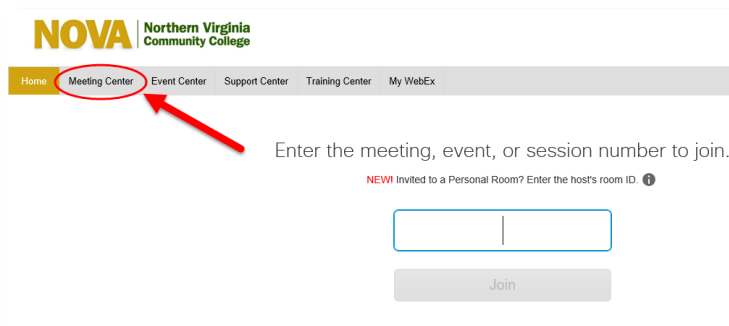 NOVA Northern Virginia
Community College
Home Meeting Center Event Center Support Center Training Center My WebEx
Enter the meeting, event, or session number to join.
NEW! Invited to a Personal Room? Enter the host's room ID. i
Join